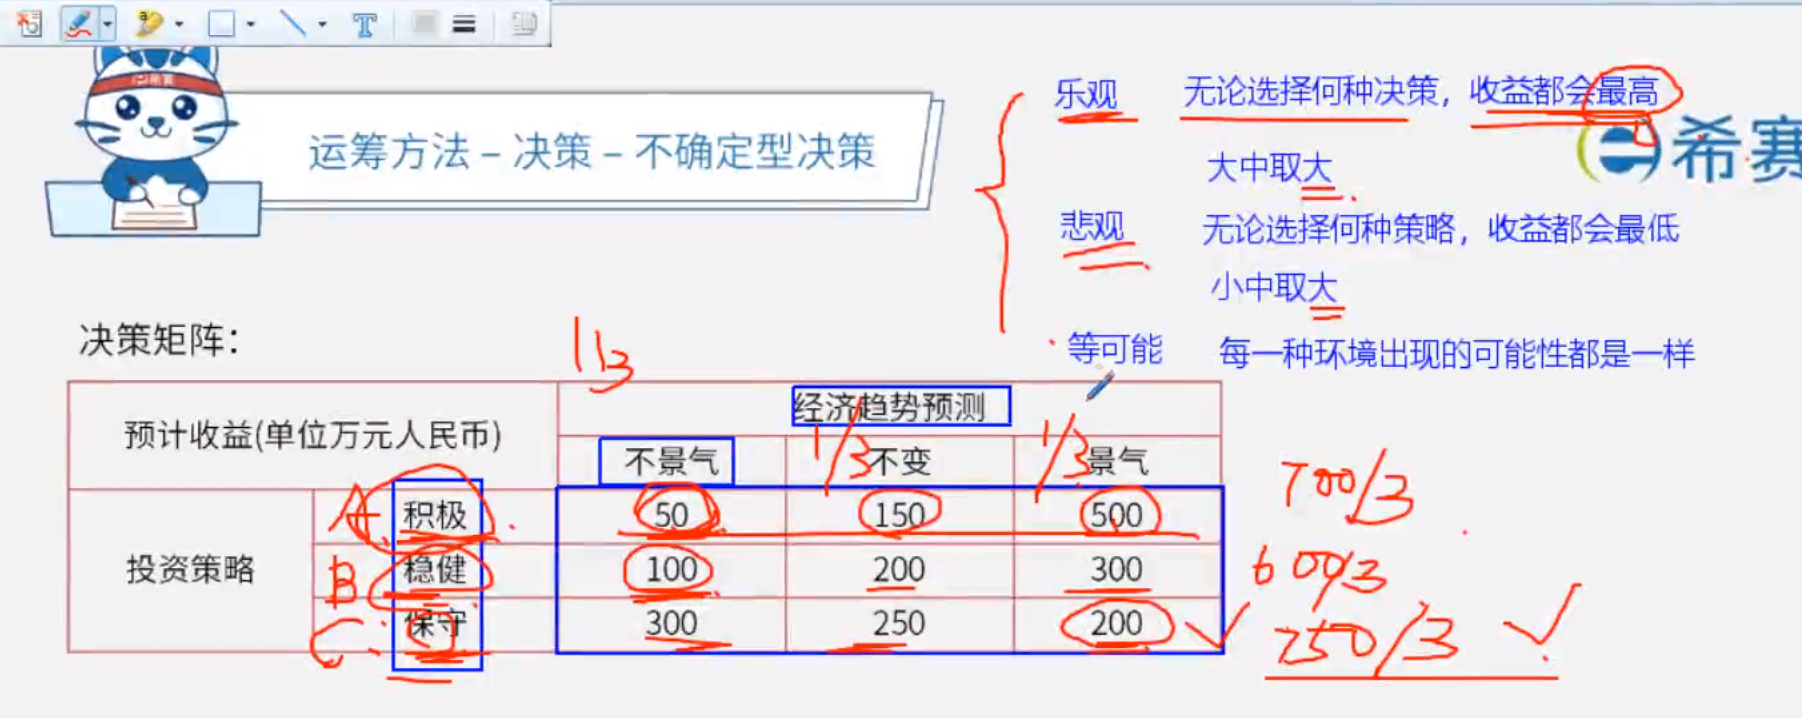 希赛
运筹方法 – 决策 – 不确定型决策
乐观 无论选择何种决策，收益都会最高
大中取大
希赛
悲观 无论选择何种策略，收益都会最低
小中取大
等可能 每一种环境出现的可能性都是一样
决策矩阵：
1/3
预计收益(单位万元人民币) 经济趋势预测
不景气 1/3 不变 1/3 景气
投资策略
A 积极 50 150 500 700/3
B 稳健 100 200 300 600/3
C 保守 300 250 200 750/3